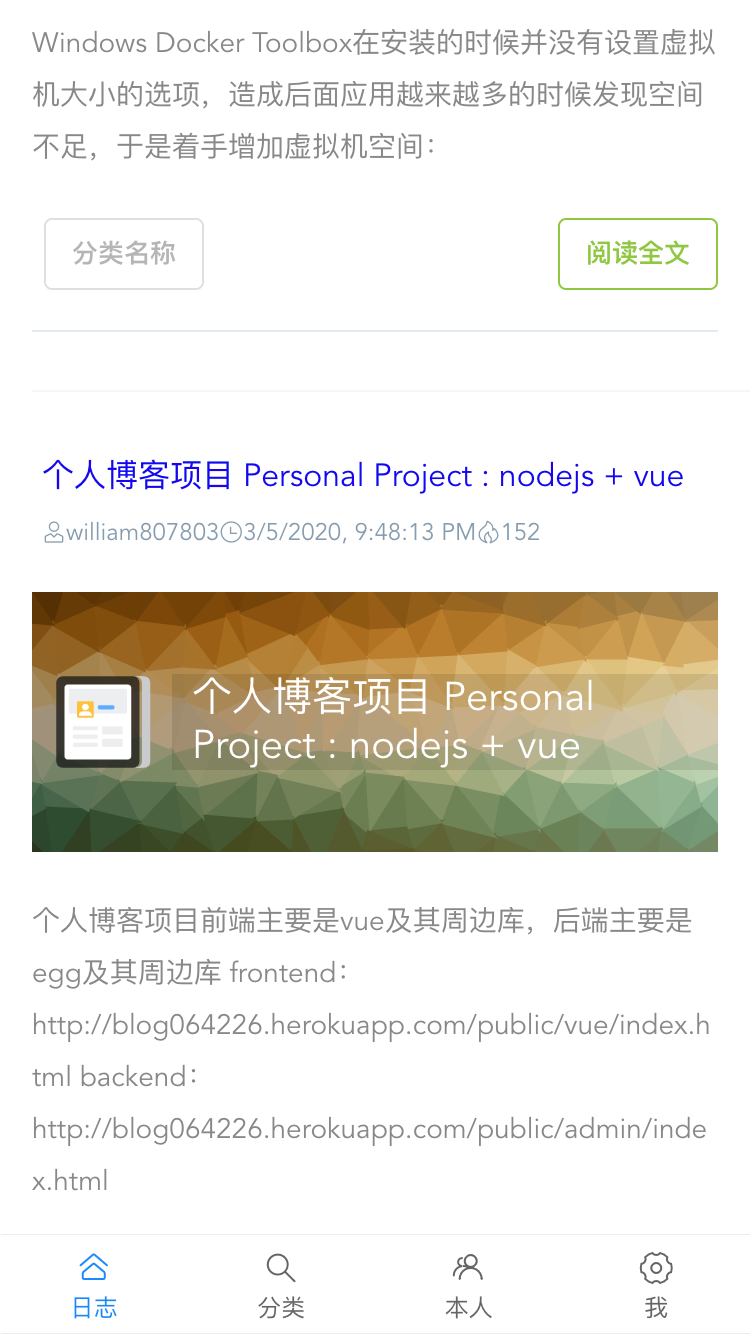 Windows Docker Toolbox在安装的时候并没有设置虚拟
机大小的选项，造成后面应用越来越多的时候发现空间
不足，于是着手增加虚拟机空间：
分类名称
阅读全文
个人博客项目 Personal Project : nodejs + vue
william807803 3/5/2020, 9:48:13 PM 152
个人博客项目 Personal
Project : nodejs + vue
个人博客项目前端主要是vue及其周边库，后端主要是
egg及其周边库 frontend：
http://blog064226.herokuapp.com/public/vue/index.h
tml backend：
http://blog064226.herokuapp.com/public/admin/inde
x.html
日志
分类
本人
我